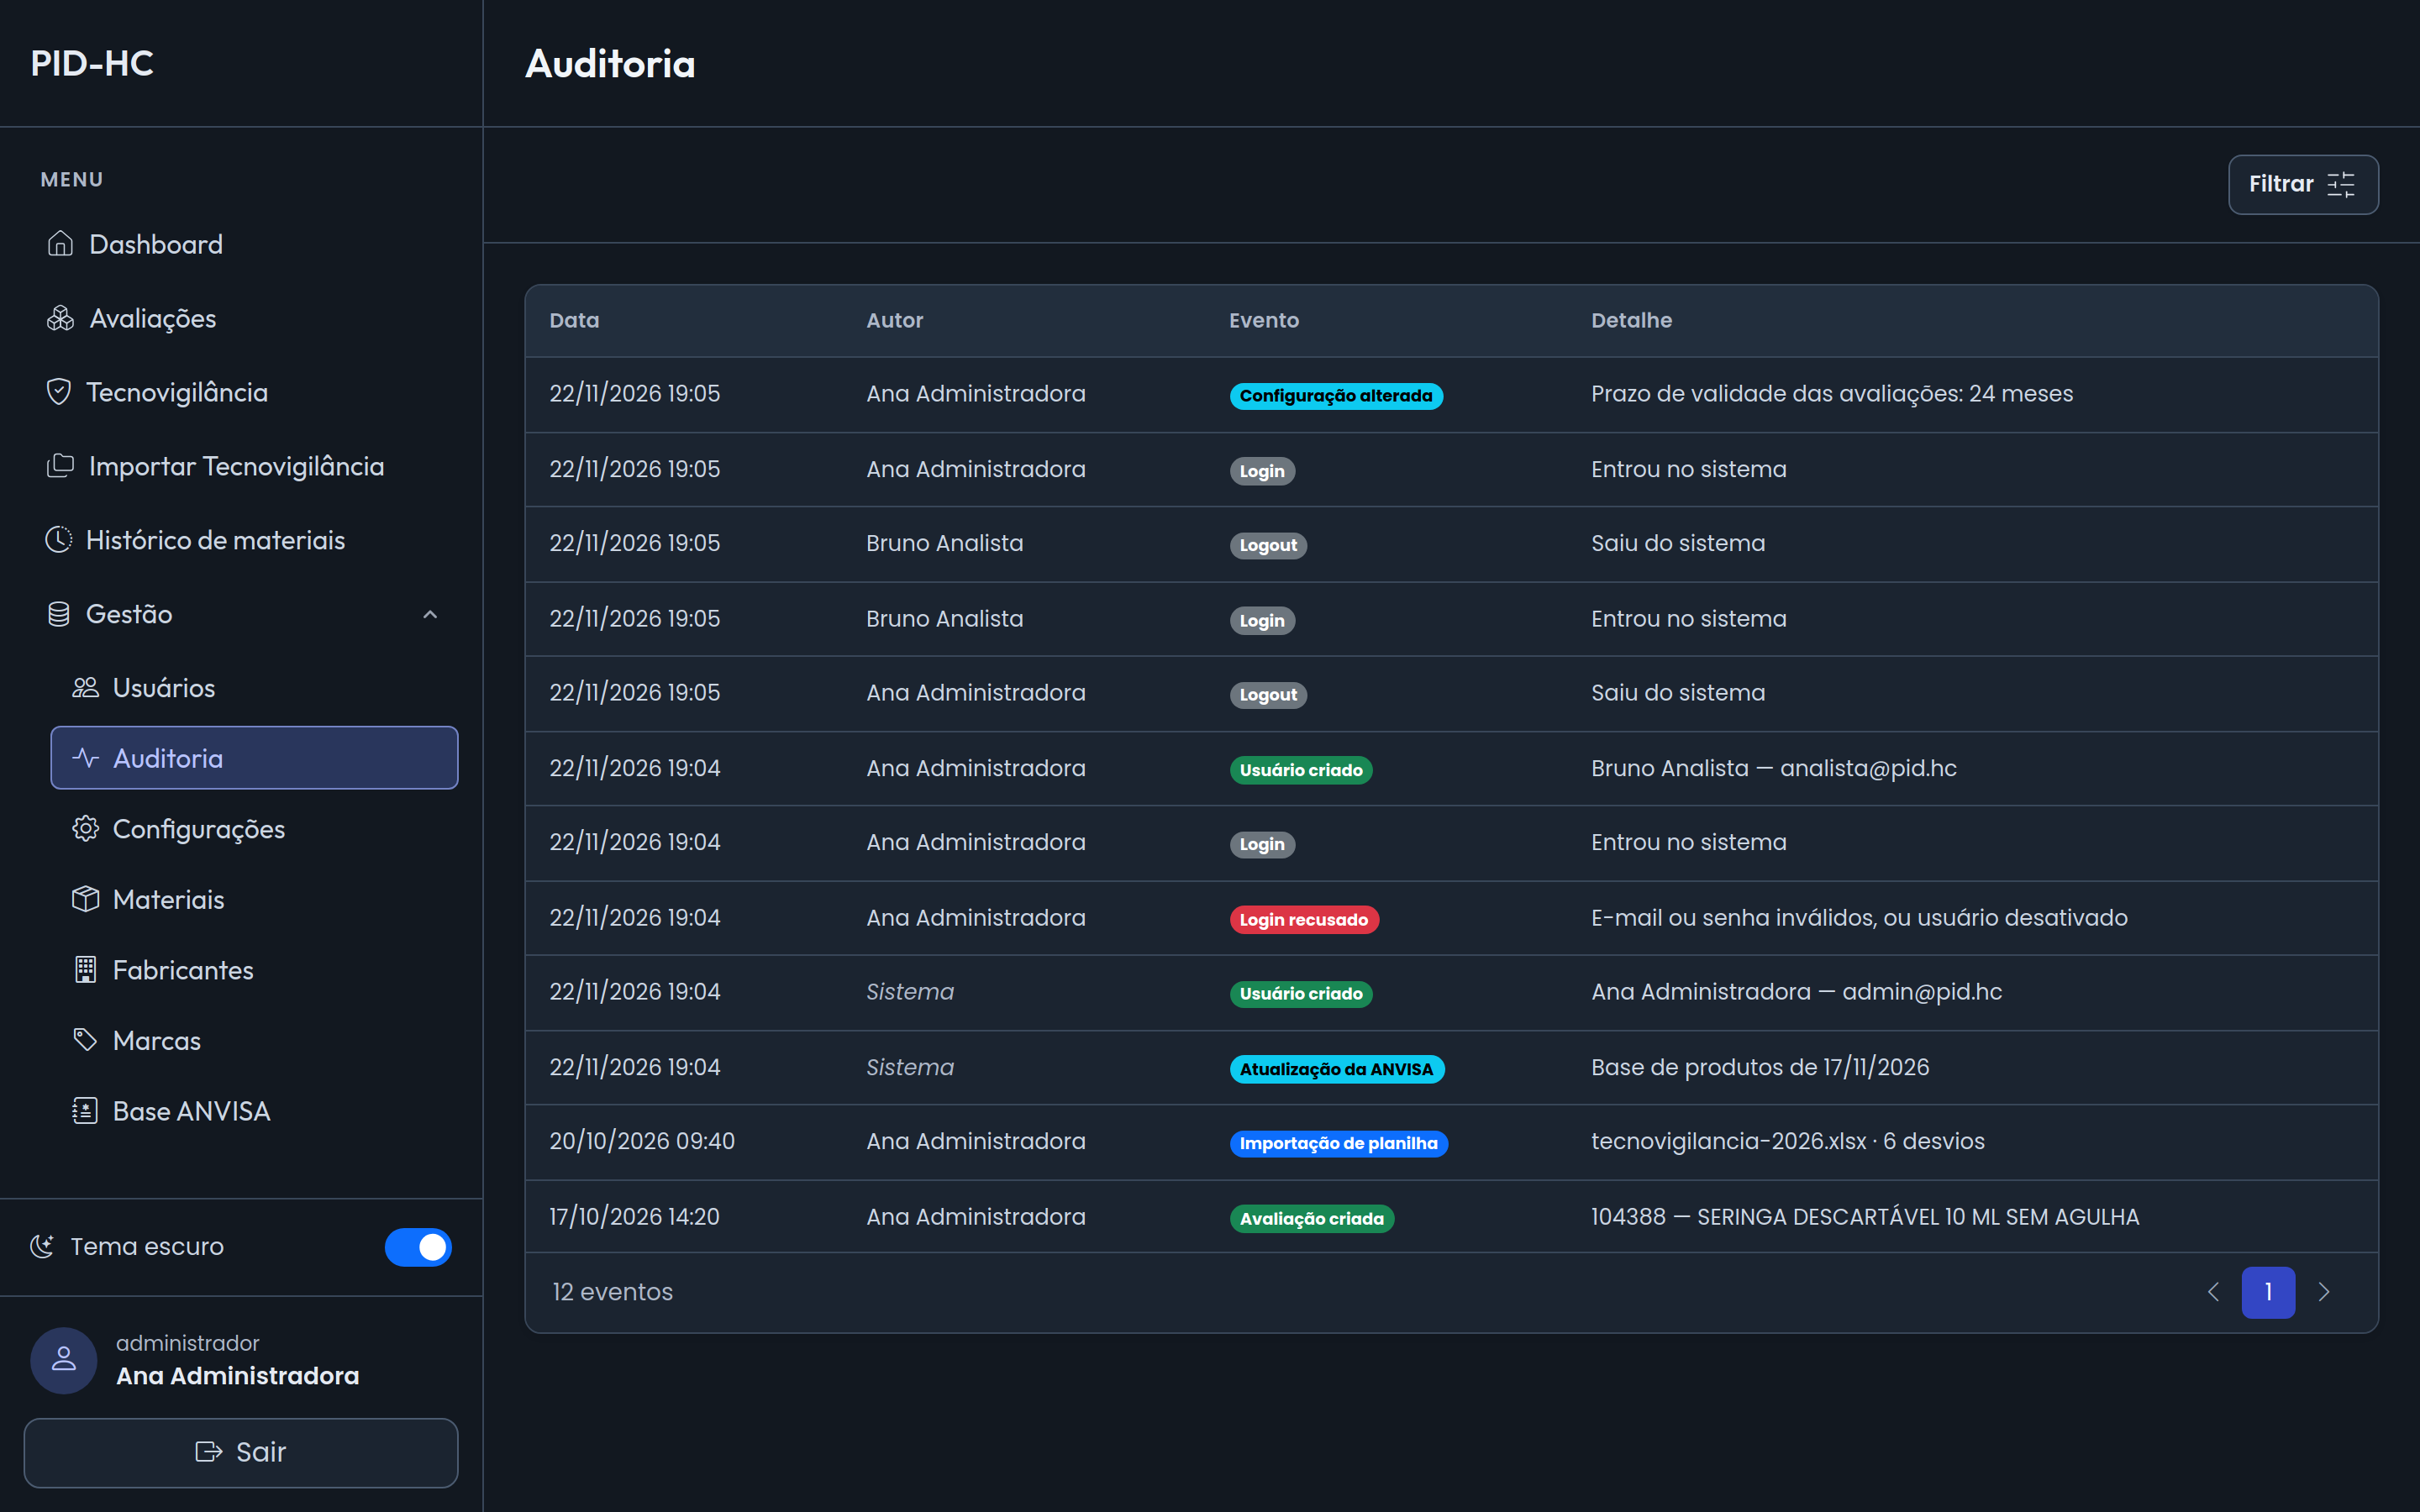 PID-HC
MENU
Dashboard
Avaliações
Tecnovigilância
Importar Tecnovigilância
Histórico de materiais
Gestão
Usuários
Auditoria
Configurações
Materiais
Fabricantes
Marcas
Base ANVISA
Tema escuro
administrador
Ana Administradora
Sair
Auditoria
Filtrar
Data Autor Evento Detalhe
22/11/2026 19:05 Ana Administradora Configuração alterada Prazo de validade das avaliações: 24 meses
22/11/2026 19:05 Ana Administradora Login Entrou no sistema
22/11/2026 19:05 Bruno Analista Logout Saiu do sistema
22/11/2026 19:05 Bruno Analista Login Entrou no sistema
22/11/2026 19:05 Ana Administradora Logout Saiu do sistema
22/11/2026 19:04 Ana Administradora Usuário criado Bruno Analista — analista@pid.hc
22/11/2026 19:04 Ana Administradora Login Entrou no sistema
22/11/2026 19:04 Ana Administradora Login recusado E-mail ou senha inválidos, ou usuário desativado
22/11/2026 19:04 Sistema Usuário criado Ana Administradora — admin@pid.hc
22/11/2026 19:04 Sistema Atualização da ANVISA Base de produtos de 17/11/2026
20/10/2026 09:40 Ana Administradora Importação de planilha tecnovigilancia-2026.xlsx · 6 desvios
17/10/2026 14:20 Ana Administradora Avaliação criada 104388 — SERINGA DESCARTÁVEL 10 ML SEM AGULHA
12 eventos
1